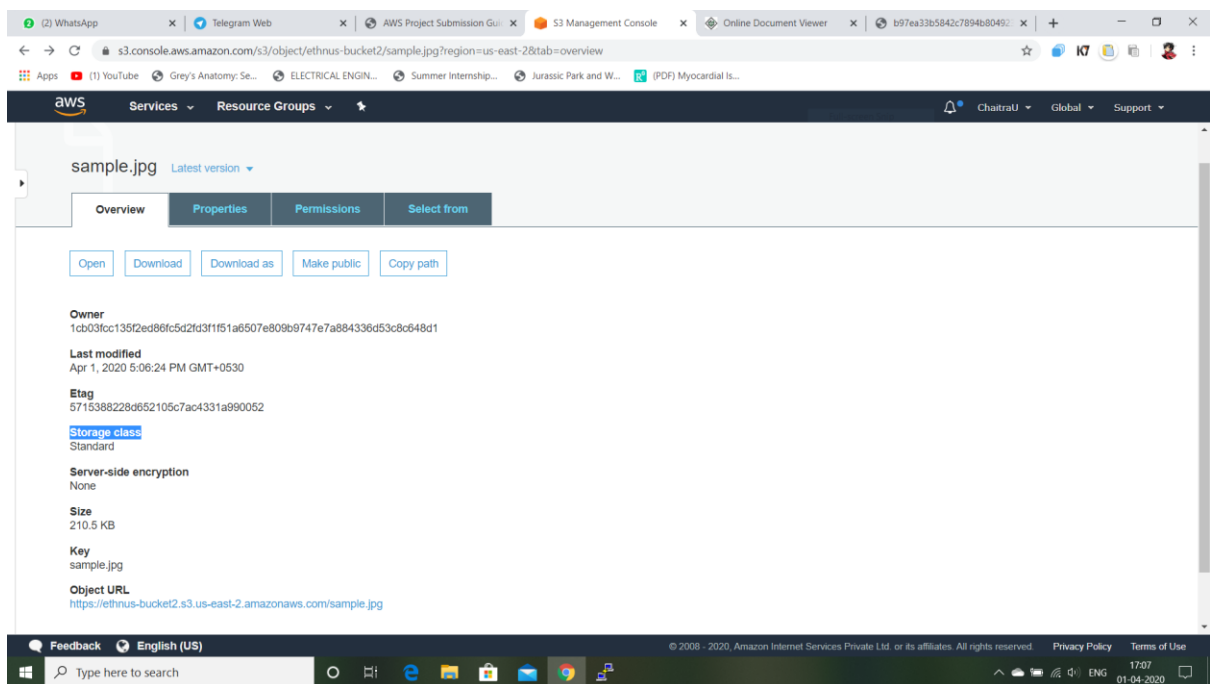 (2) WhatsApp
Telegram Web
AWS Project Submission Gui
S3 Management Console
Online Document Viewer
b97ea33b5842c7894b80492
s3.console.aws.amazon.com/s3/object/ethnus-bucket2/sample.jpg?region=us-east-2&tab=overview
Apps (1) YouTube Grey's Anatomy: Se... ELECTRICAL ENGIN... Summer Internship... Jurassic Park and W... (PDF) Myocardial Is...
aws Services Resource Groups ChaitraU Global Support
sample.jpg Latest version
Overview Properties Permissions Select from
Open Download Download as Make public Copy path
Owner
1cb03fcc135f2ed86fc5d2fd3f1f51a6507e809b9747e7a884336d53c8c648d1
Last modified
Apr 1, 2020 5:06:24 PM GMT+0530
Etag
5715388228d652105c7ac4331a990052
Storage class
Standard
Server-side encryption
None
Size
210.5 KB
Key
sample.jpg
Object URL
https://ethnus-bucket2.s3.us-east-2.amazonaws.com/sample.jpg
Feedback English (US) © 2008 - 2020, Amazon Internet Services Private Ltd. or its affiliates. All rights reserved. Privacy Policy Terms of Use
Type here to search ENG 17:07
01-04-2020